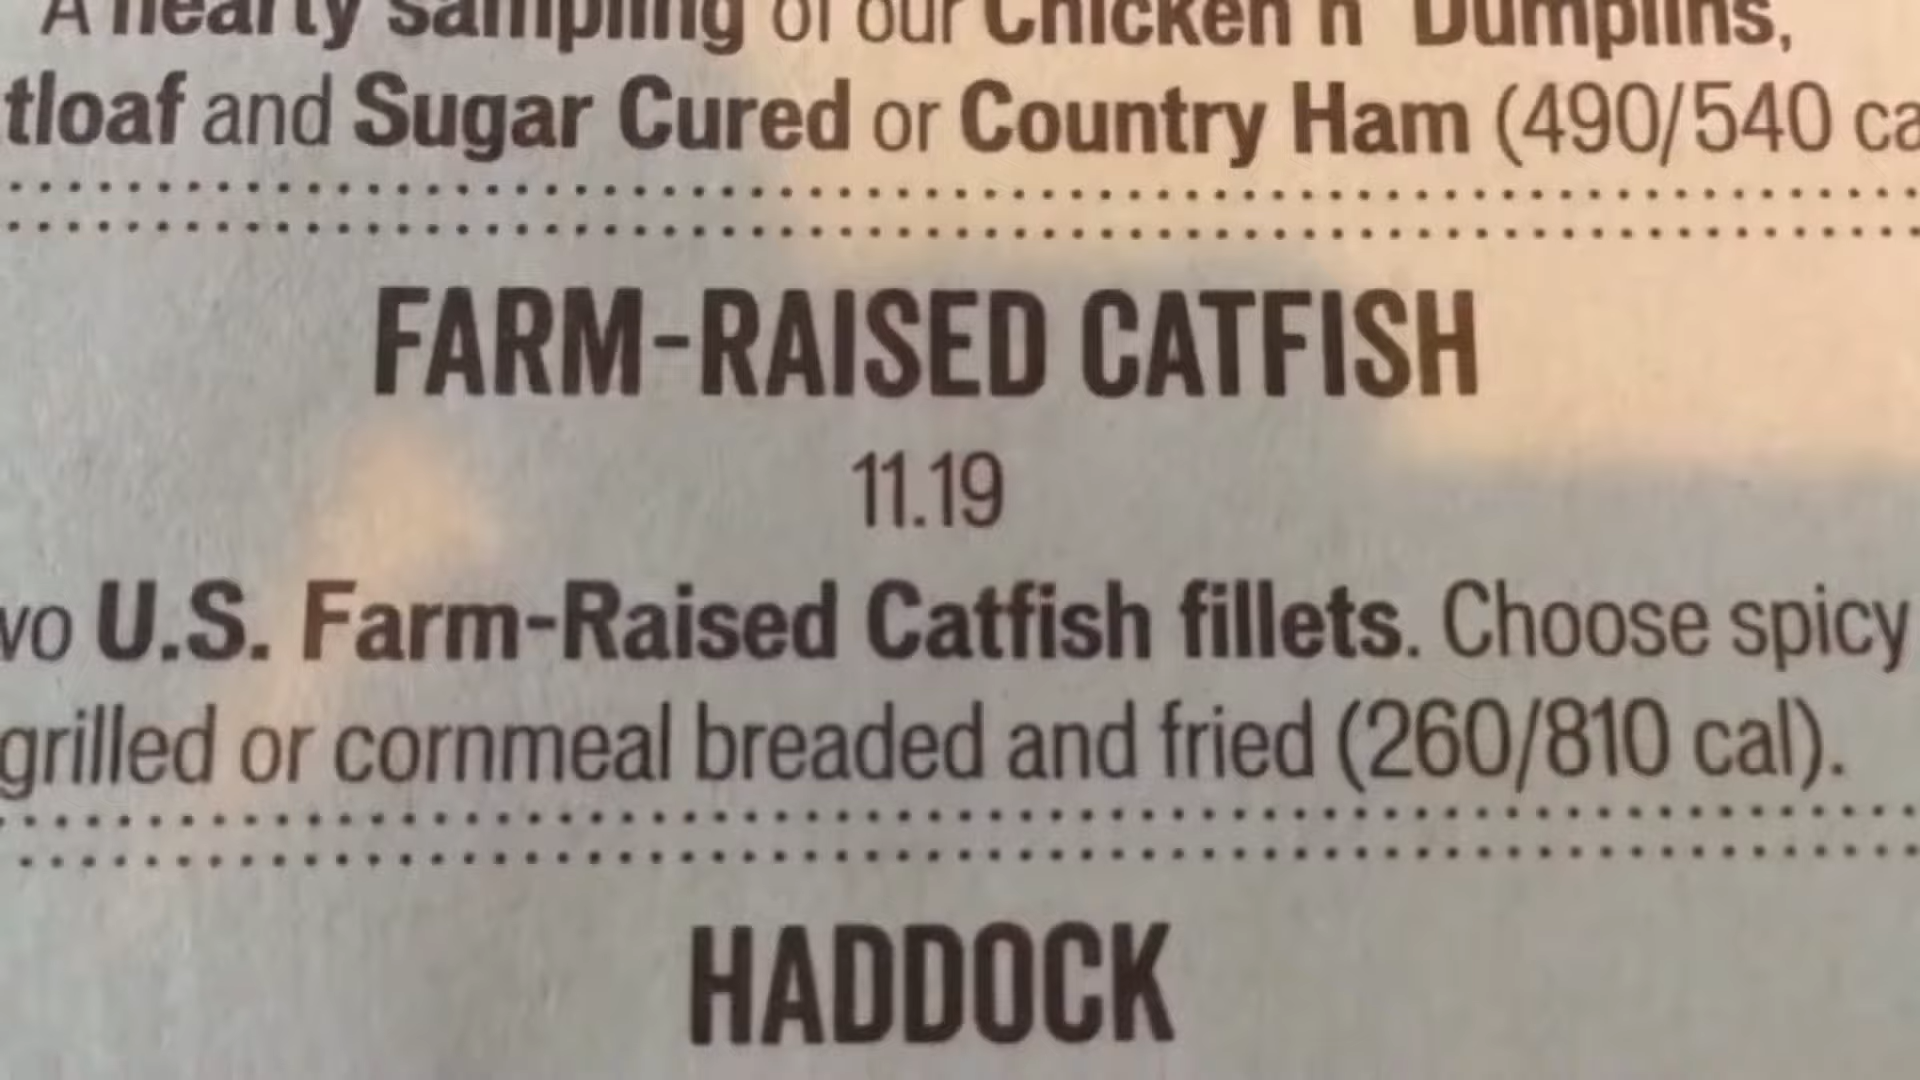 A hearty sampling of our Chicken n' Dumplins,
tloaf and Sugar Cured or Country Ham (490/540 ca
FARM-RAISED CATFISH
11.19
wo U.S. Farm-Raised Catfish fillets. Choose spicy
grilled or cornmeal breaded and fried (260/810 cal).
HADDOCK